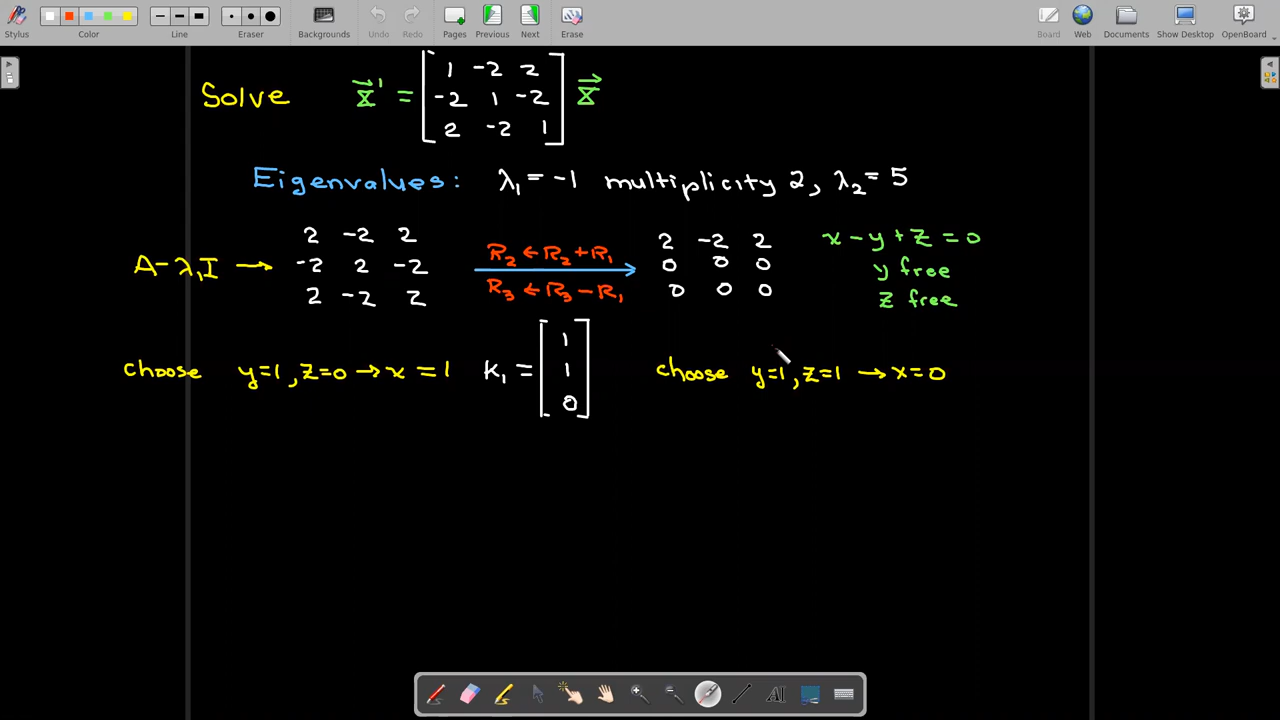 Stylus Color Line Eraser Backgrounds Undo Redo Pages Previous Next Erase Board Web Documents Show Desktop OpenBoard
Solve X⃗' = [1 -2 2; -2 1 -2; 2 -2 1] X⃗
Eigenvalues: λ₁ = -1 multiplicity 2, λ₂ = 5
A - λ₁I →
2 -2 2
-2 2 -2
2 -2 2
R₂ ← R₂ + R₁
R₃ ← R₃ - R₁
2 -2 2
0 0 0
0 0 0
x - y + z = 0
y free
z free
choose y=1, z=0 → x = 1 K₁ = [1; 1; 0] choose y=1, z=1 → x=0
AI